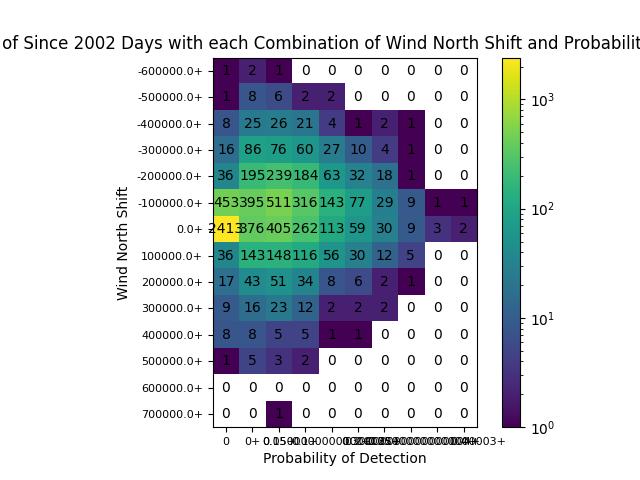 of Since 2002 Days with each Combination of Wind North Shift and Probabilit
-600000.0+ 1 2 1 0 0 0 0 0 0 0
-500000.0+ 1 8 6 2 2 0 0 0 0 0
-400000.0+ 8 25 26 21 4 1 2 1 0 0
-300000.0+ 16 86 76 60 27 10 4 1 0 0
-200000.0+ 36 195 239 184 63 32 18 1 0 0
-100000.0+ 453 395 511 316 143 77 29 9 1 1
0.0+ 2413 376 405 262 113 59 30 9 3 2
100000.0+ 36 143 148 116 56 30 12 5 0 0
200000.0+ 17 43 51 34 8 6 2 1 0 0
300000.0+ 9 16 23 12 2 2 2 0 0 0
400000.0+ 8 8 5 5 1 1 0 0 0 0
500000.0+ 1 5 3 2 0 0 0 0 0 0
600000.0+ 0 0 0 0 0 0 0 0 0 0
700000.0+ 0 0 1 0 0 0 0 0 0 0
0 0+
Probability of Detection
Wind North Shift
10³
10²
10¹
10⁰